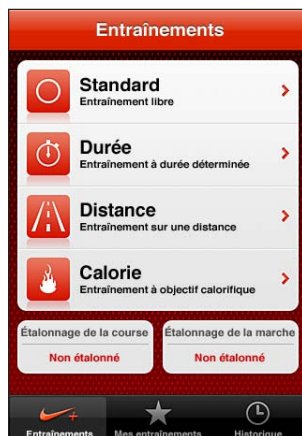 Entraînements
Standard
Entraînement libre
Durée
Entraînement à durée déterminée
Distance
Entraînement sur une distance
Calorie
Entraînement à objectif calorifique
Étalonnage de la course
Non étalonné
Étalonnage de la marche
Non étalonné
Entraînements
Mes entraînements
Historique